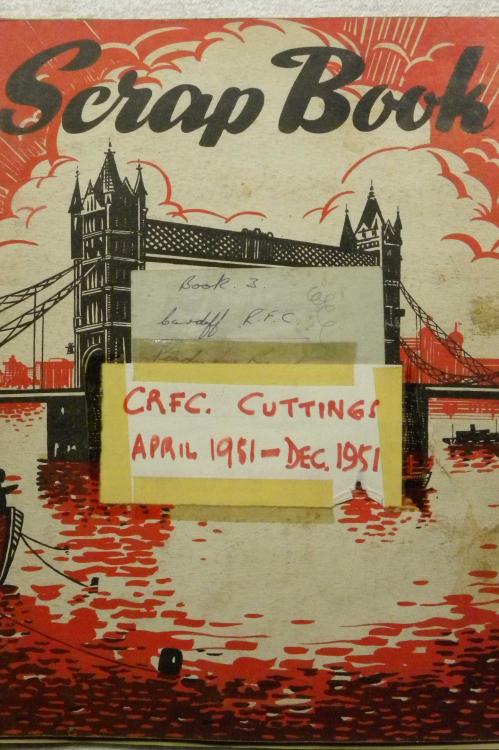 Scrap Book
Book. 3.
Cardiff R.F.C
CRFC. CUTTINGS
APRIL 1951 - DEC. 1951